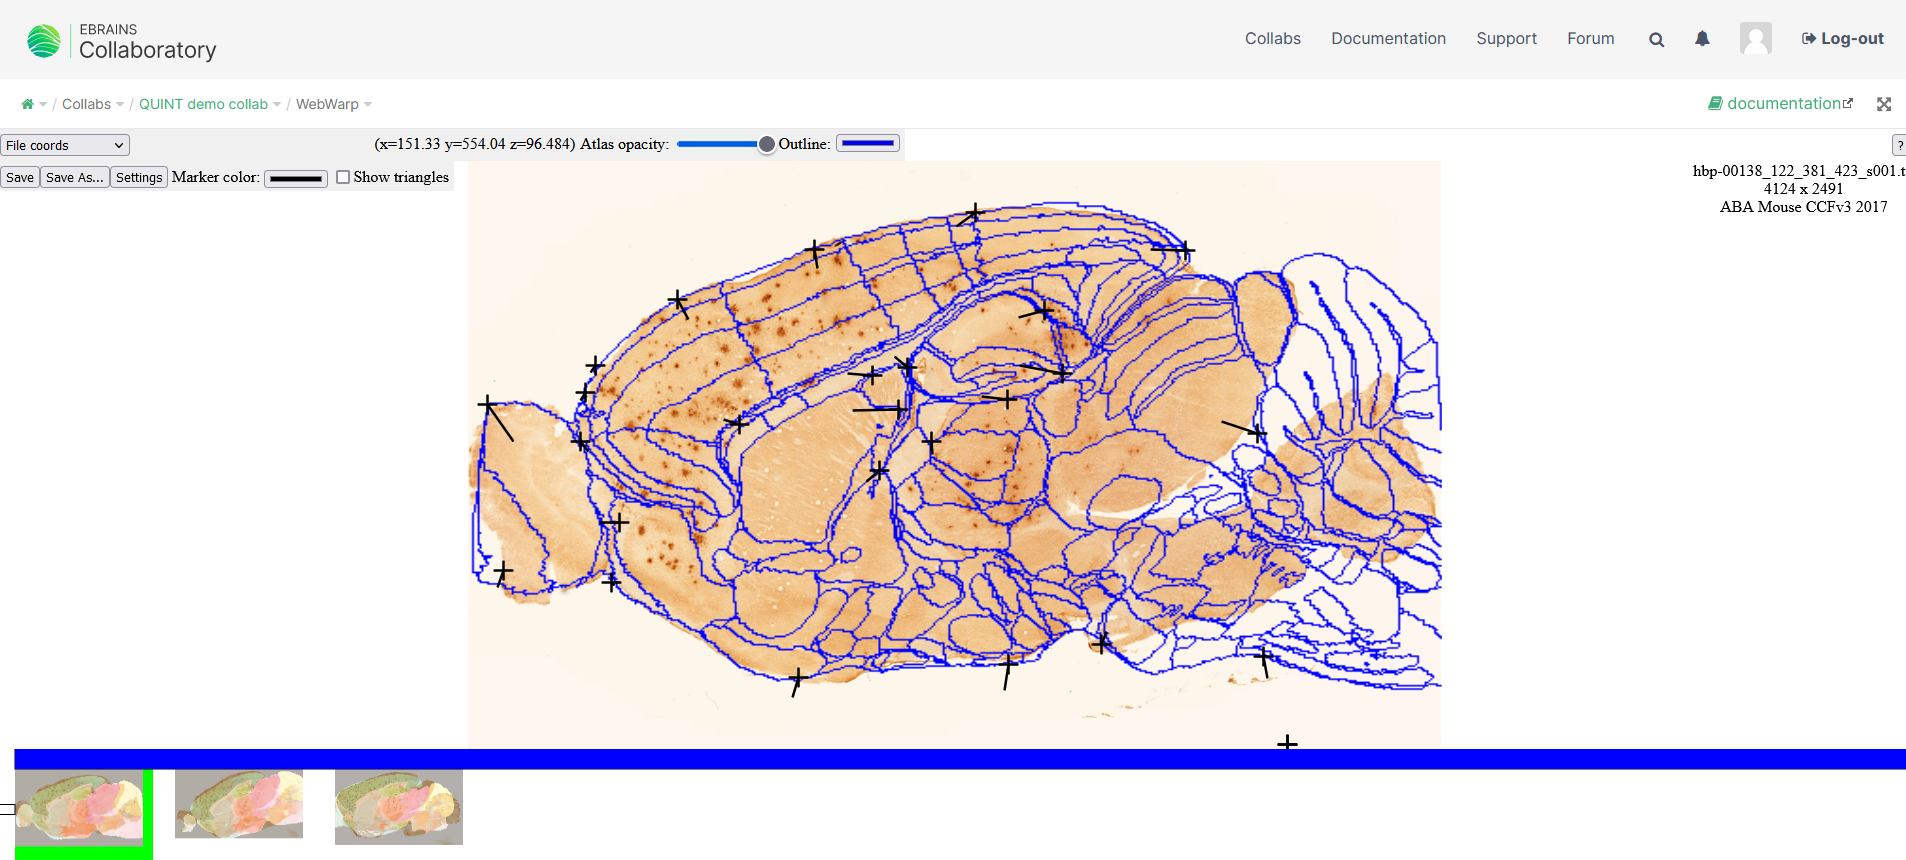 EBRAINS
Collaboratory
Collabs Documentation Support Forum Log-out
/ Collabs / QUINT demo collab / WebWarp
documentation
File coords (x=151.33 y=554.04 z=96.484) Atlas opacity: Outline: ?
Save Save As... Settings Marker color: Show triangles
hbp-00138_122_381_423_s001.t
4124 x 2491
ABA Mouse CCFv3 2017